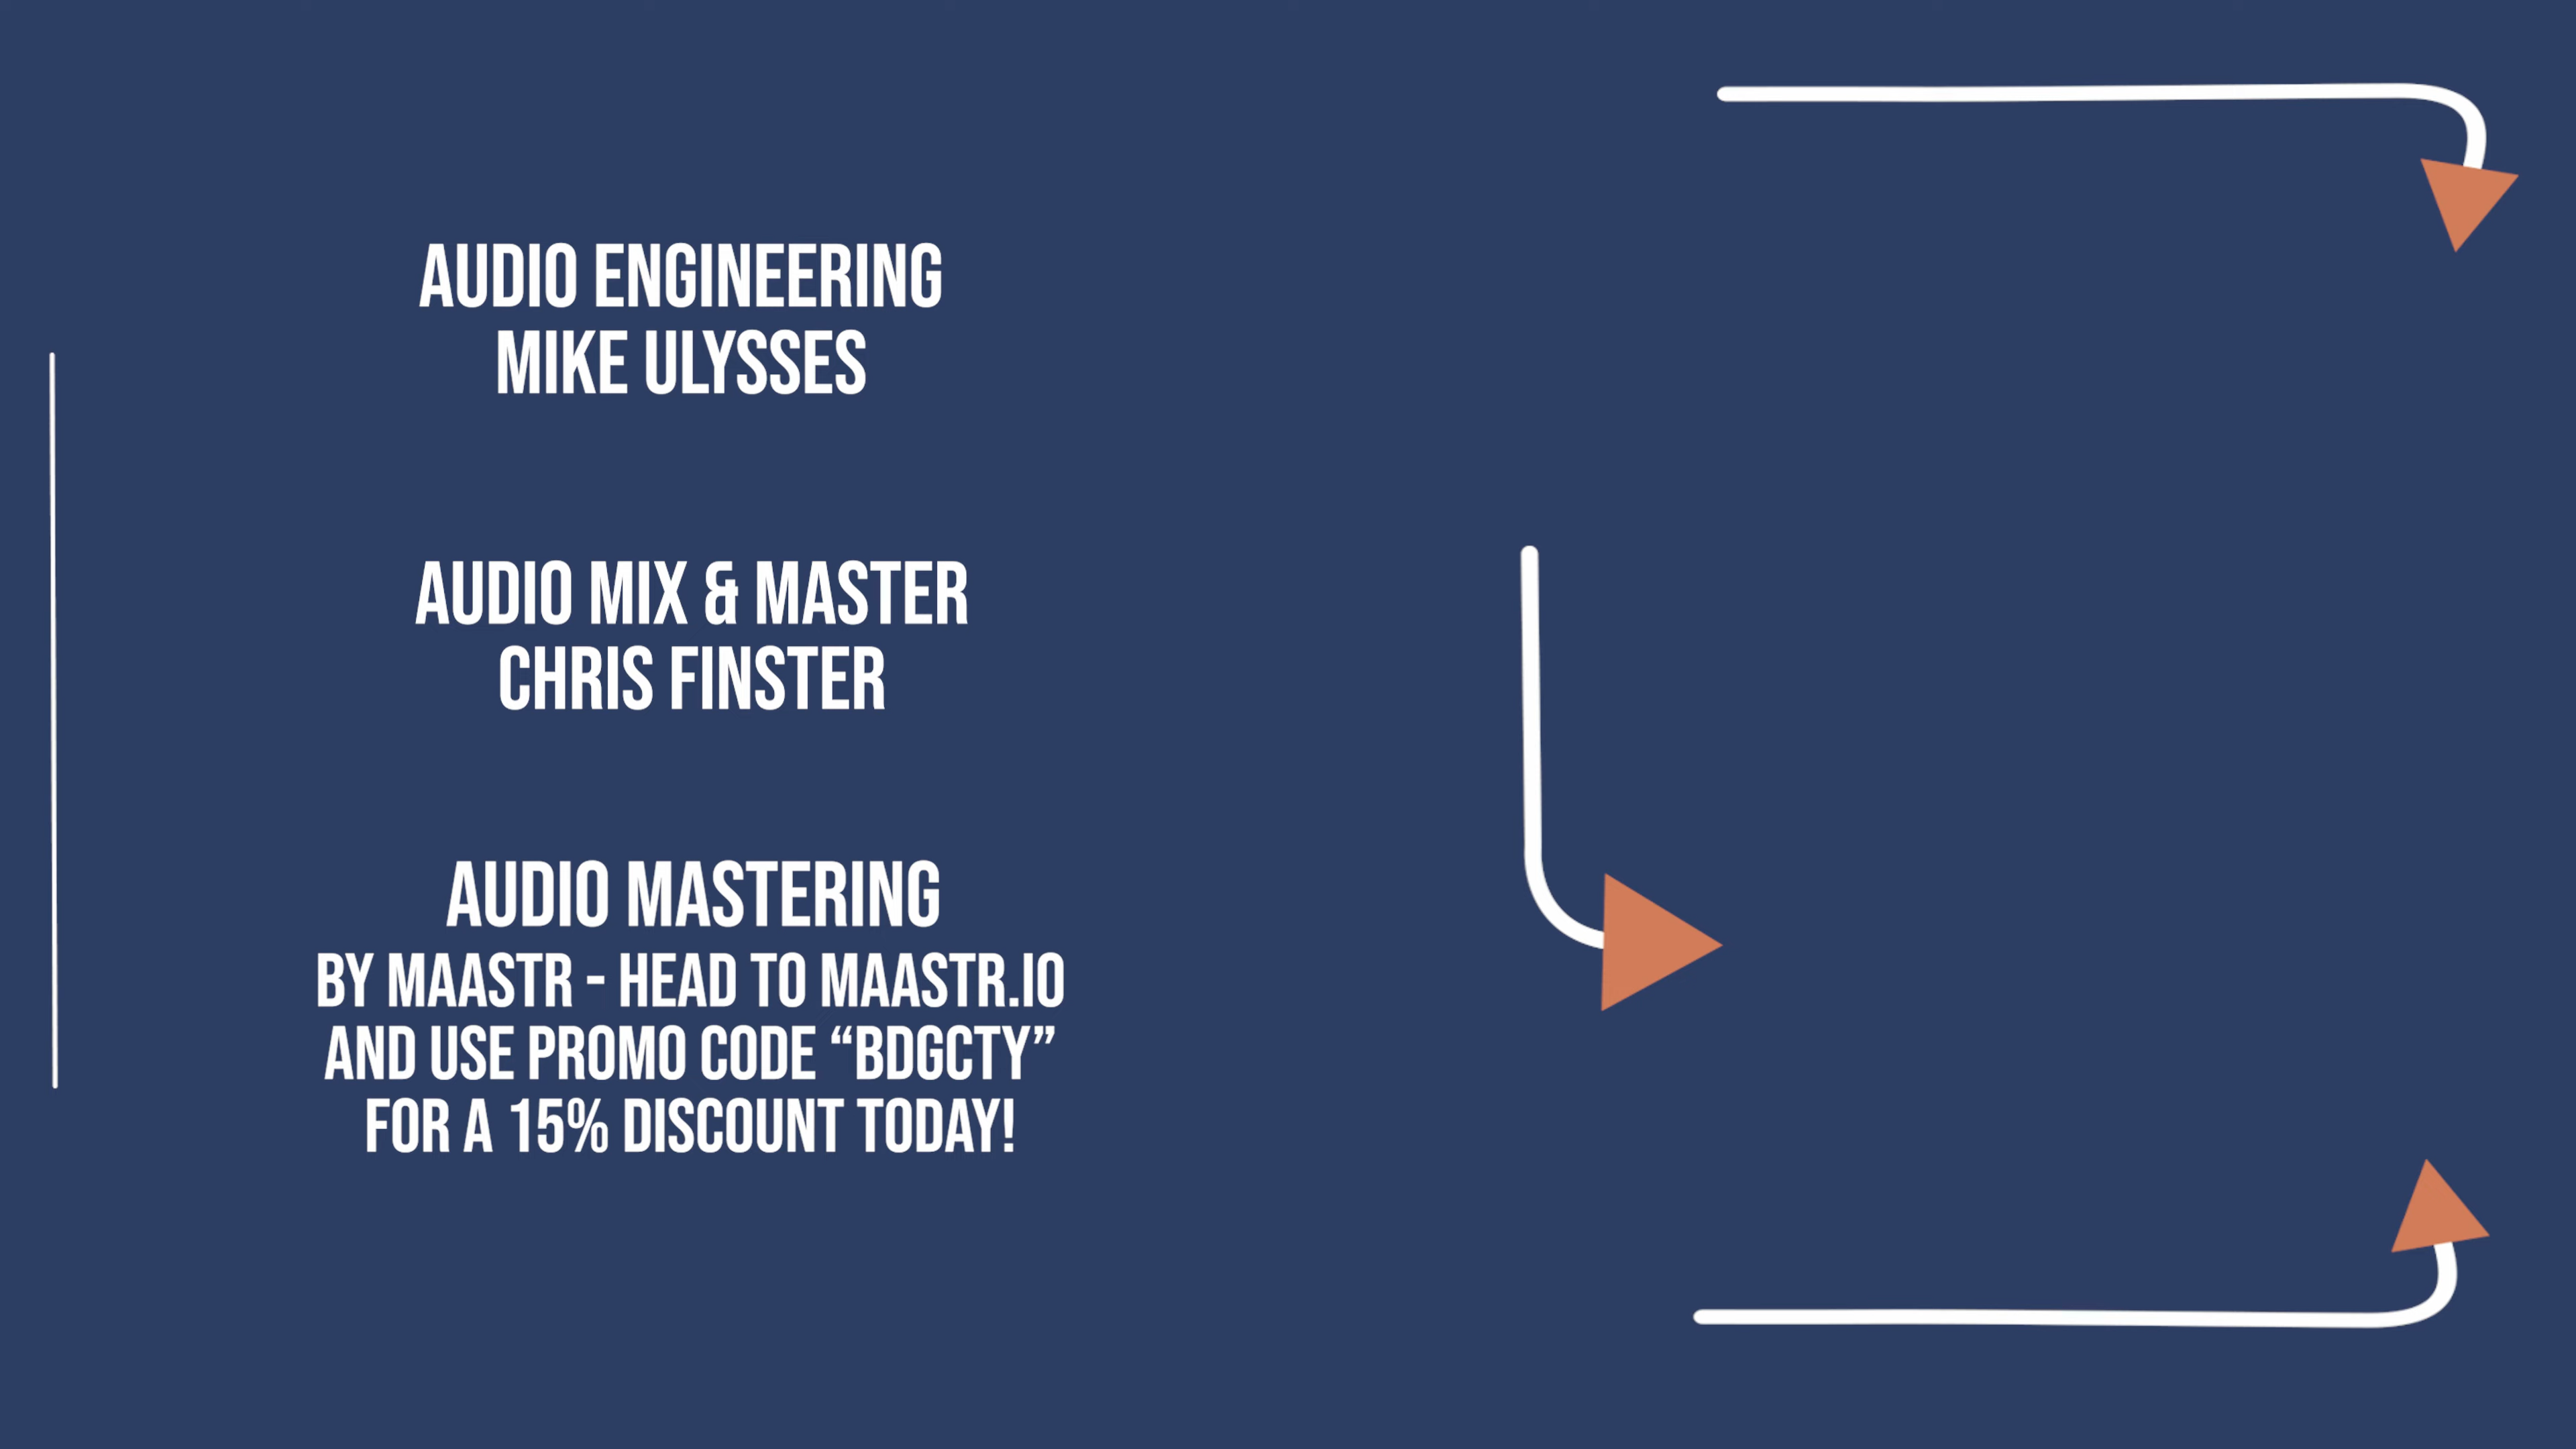 AUDIO ENGINEERING
MIKE ULYSSES
AUDIO MIX & MASTER
CHRIS FINSTER
AUDIO MASTERING
BY MAASTR - HEAD TO MAASTR.IO
AND USE PROMO CODE “BDGCTY”
FOR A 15% DISCOUNT TODAY!